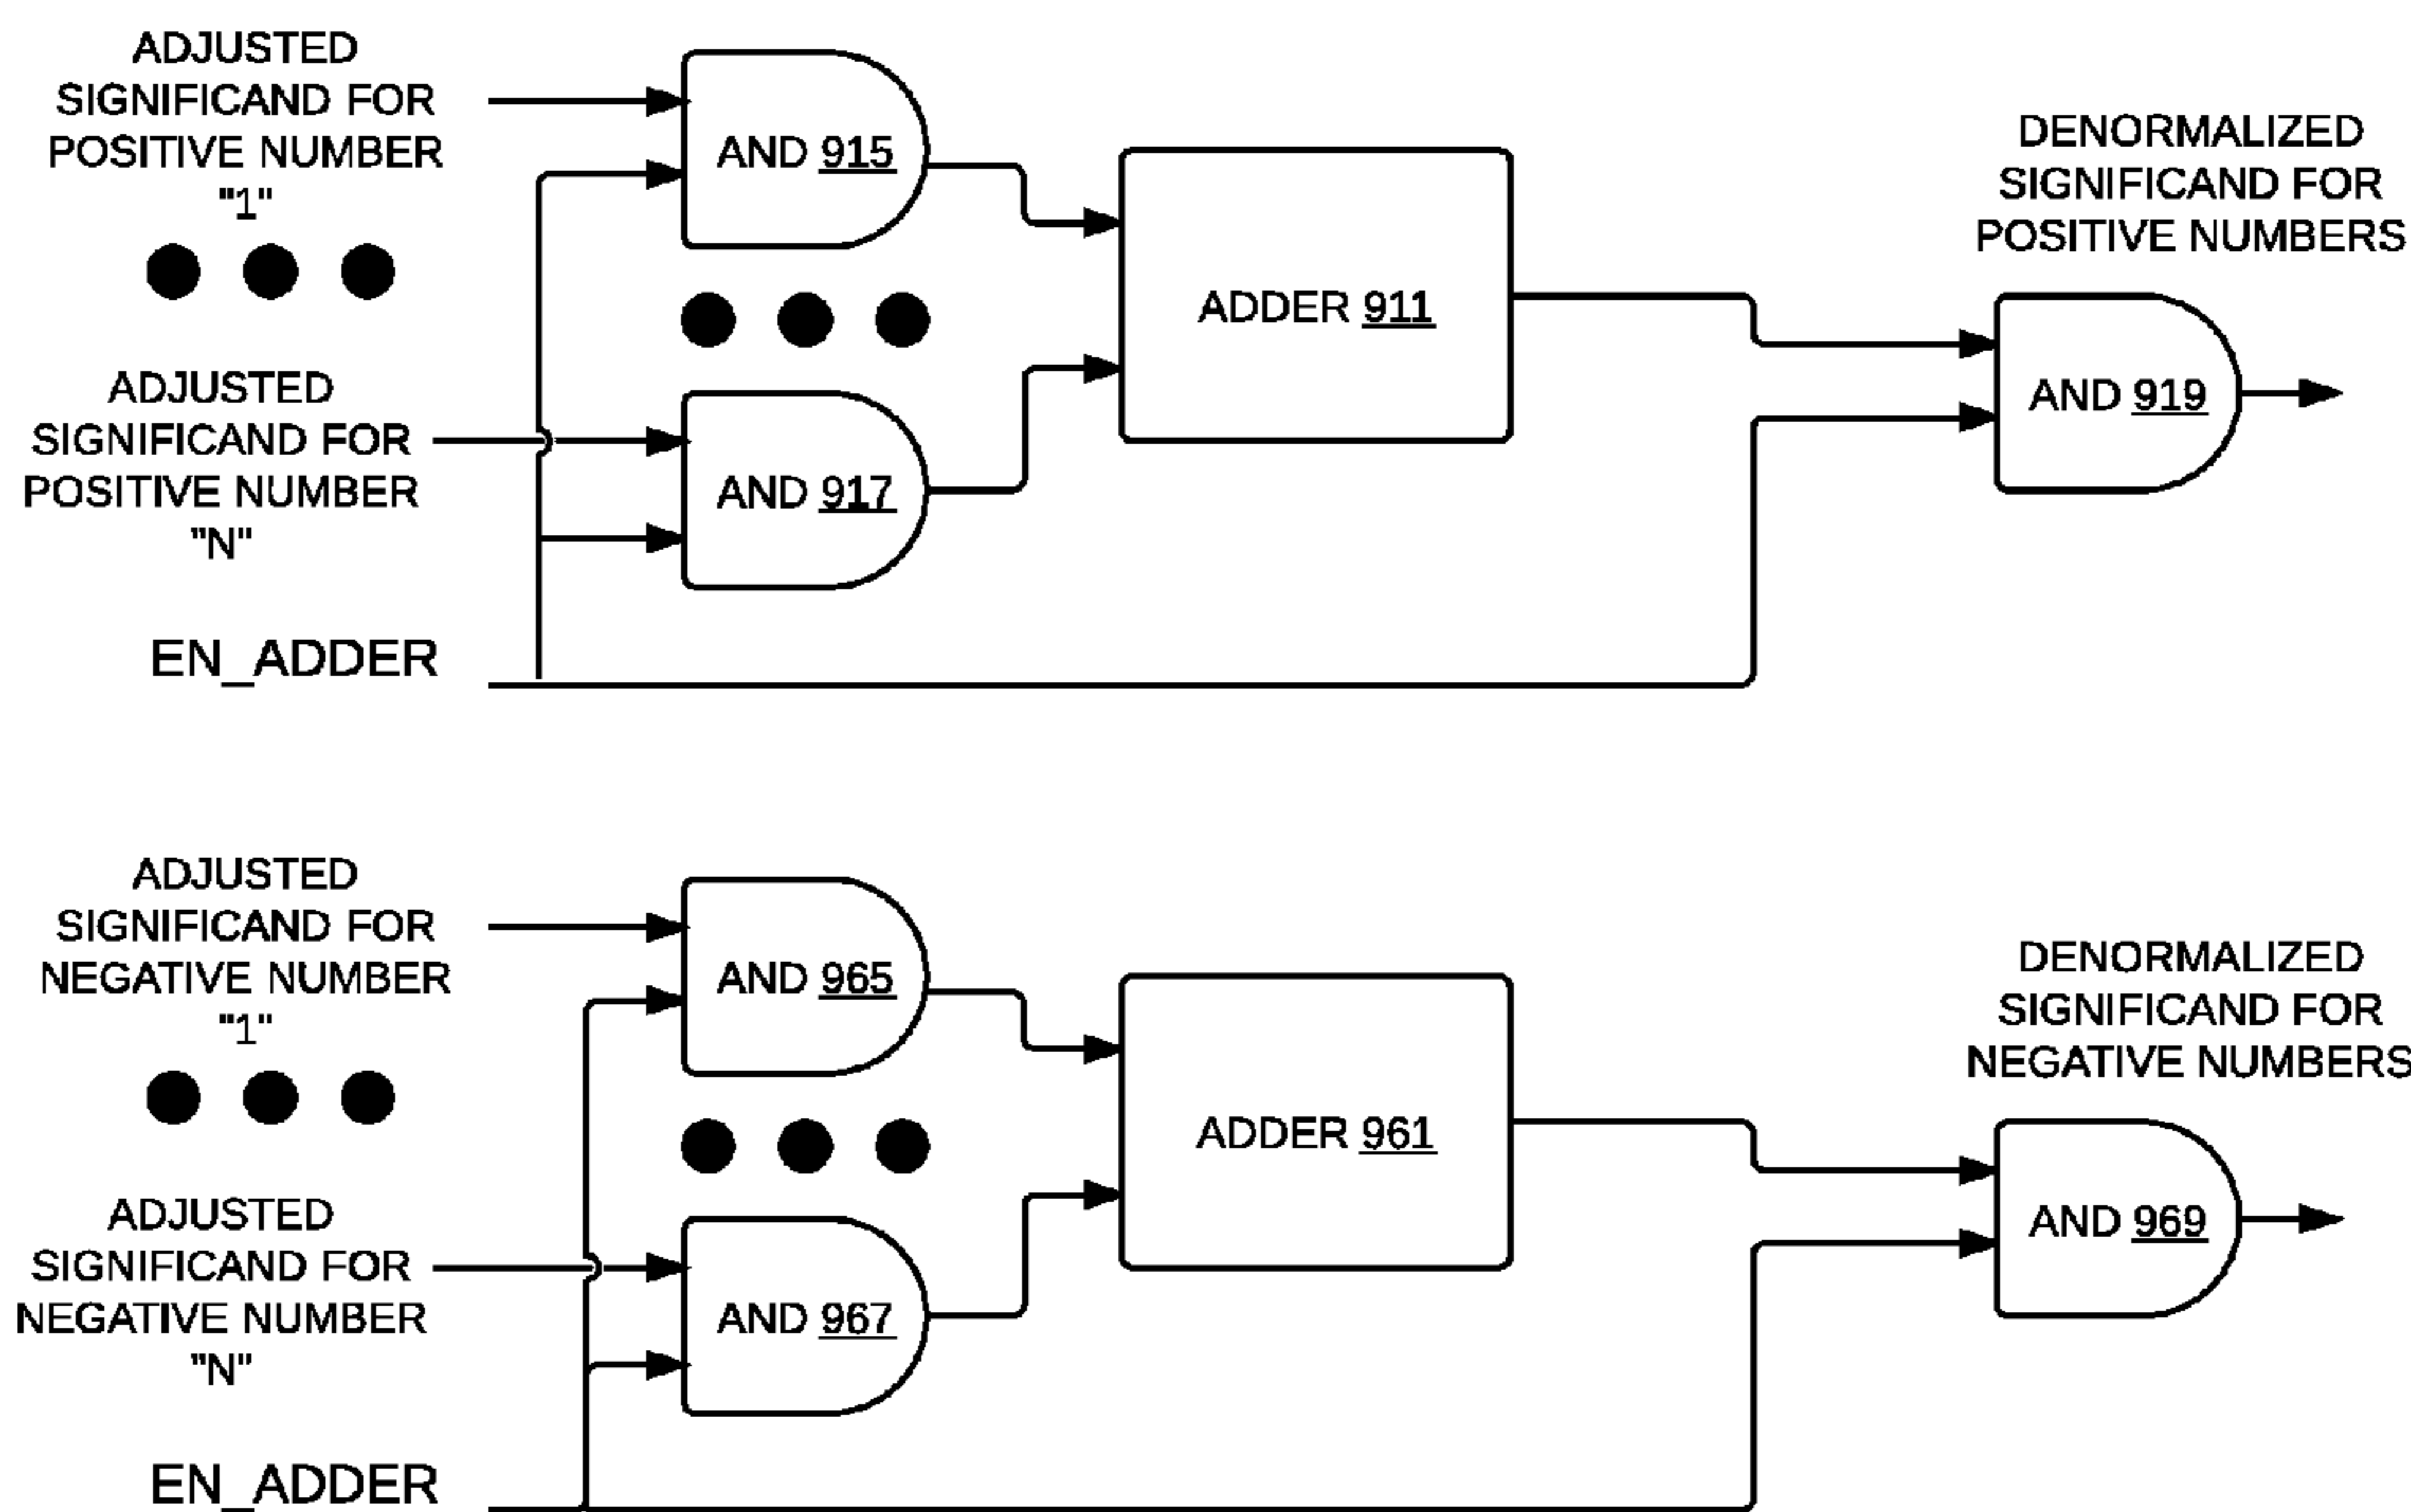 ADJUSTED
SIGNIFICAND FOR
POSITIVE NUMBER
"1"
AND 915
DENORMALIZED
SIGNIFICAND FOR
POSITIVE NUMBERS
ADDER 911
ADJUSTED
SIGNIFICAND FOR
POSITIVE NUMBER
"N"
AND 917
AND 919
EN_ADDER
ADJUSTED
SIGNIFICAND FOR
NEGATIVE NUMBER
"1"
AND 965
DENORMALIZED
SIGNIFICAND FOR
NEGATIVE NUMBERS
ADDER 961
ADJUSTED
SIGNIFICAND FOR
NEGATIVE NUMBER
"N"
AND 967
AND 969
EN_ADDER